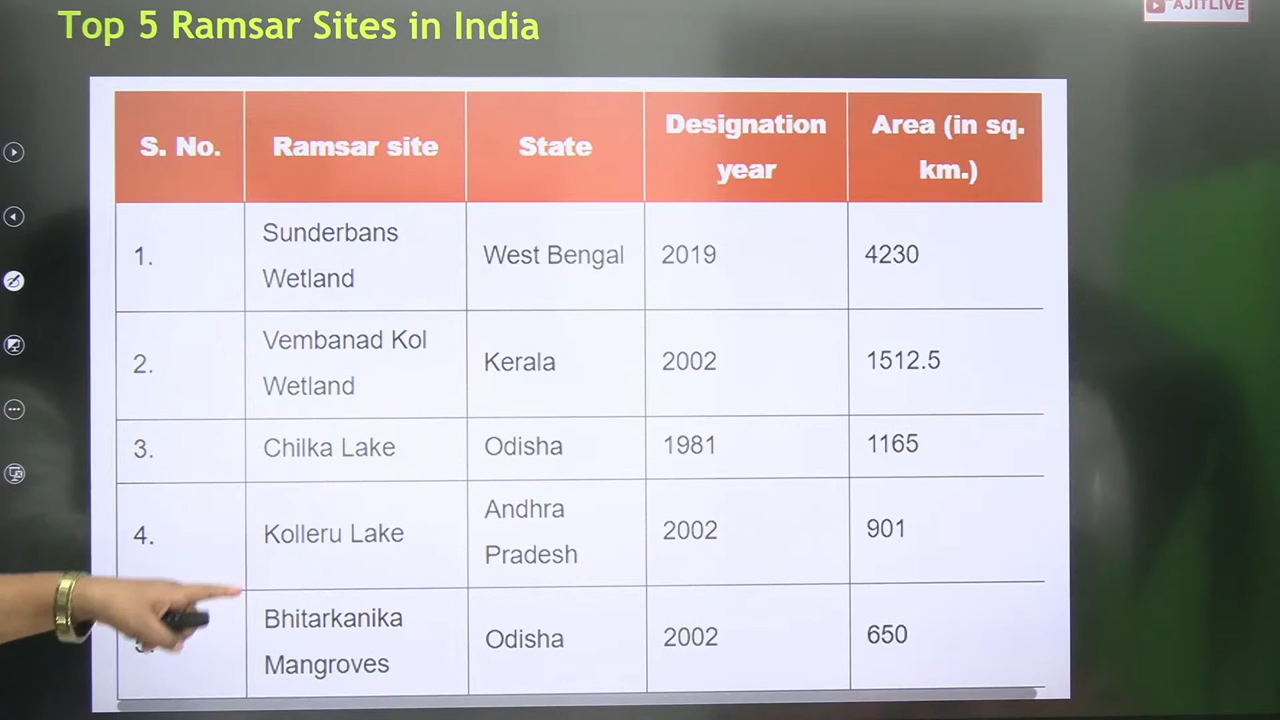 Top 5 Ramsar Sites in India
AJITLIVE
S. No. Ramsar site State Designation year Area (in sq. km.)
1. Sunderbans Wetland West Bengal 2019 4230
2. Vembanad Kol Wetland Kerala 2002 1512.5
3. Chilka Lake Odisha 1981 1165
4. Kolleru Lake Andhra Pradesh 2002 901
Bhitarkanika Mangroves Odisha 2002 650